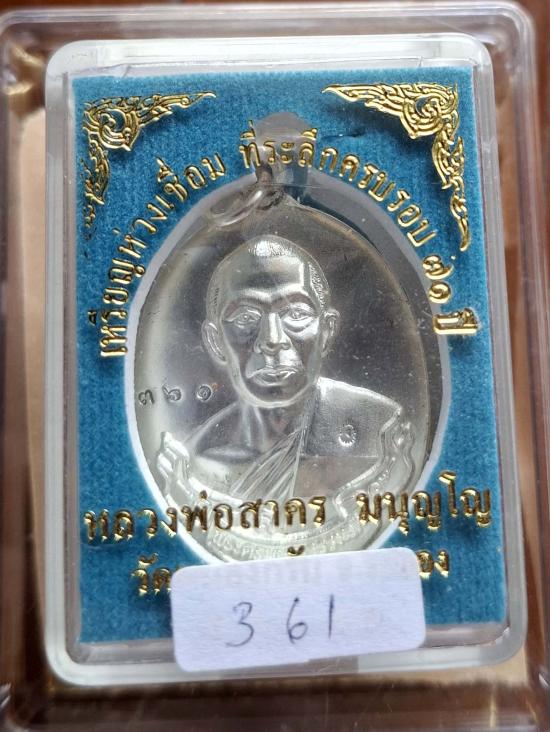 เหรียญห่วงเชื่อม ที่ระลึกครบรอบ ๗๑ ปี
๓๖๑
หลวงพ่อสาคร มนุญโญ
361